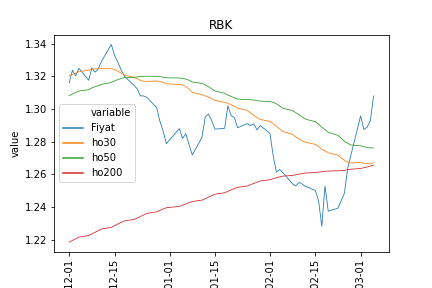 RBK
1.34
1.32
1.30
1.28
1.26
1.24
1.22
value
variable
Fiyat
ho30
ho50
ho200
12-01
12-15
01-01
01-15
02-01
02-15
03-01